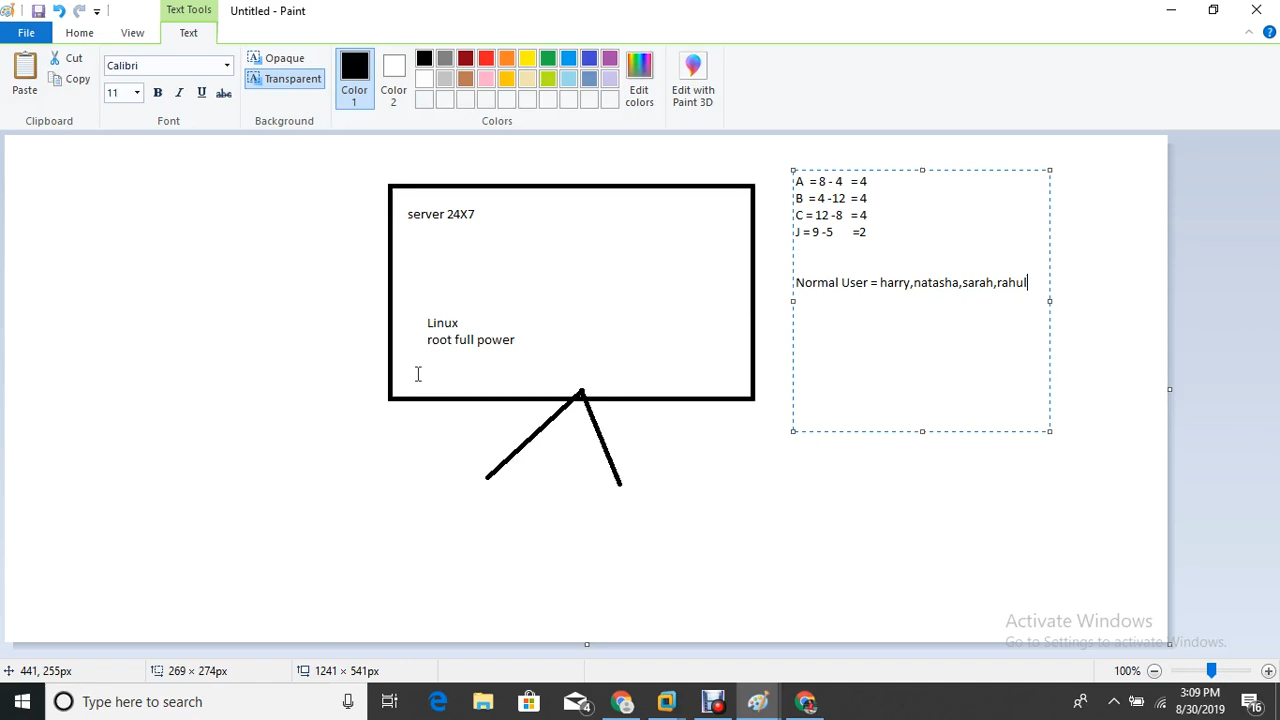 Text Tools
Untitled - Paint
File
Home
View
Text
Paste
Cut
Copy
Clipboard
Calibri
11
B I U abc
Font
Opaque
Transparent
Background
Color 1
Color 2
Edit colors
Colors
Edit with Paint 3D
server 24X7
Linux
root full power
A = 8 - 4 = 4
B = 4 -12 = 4
C = 12 -8 = 4
J = 9 -5 =2
Normal User = harry,natasha,sarah,rahul
Activate Windows
Go to Settings to activate Windows.
441, 255px
269 × 274px
1241 × 541px
100%
Type here to search
4
3:09 PM
8/30/2019
16